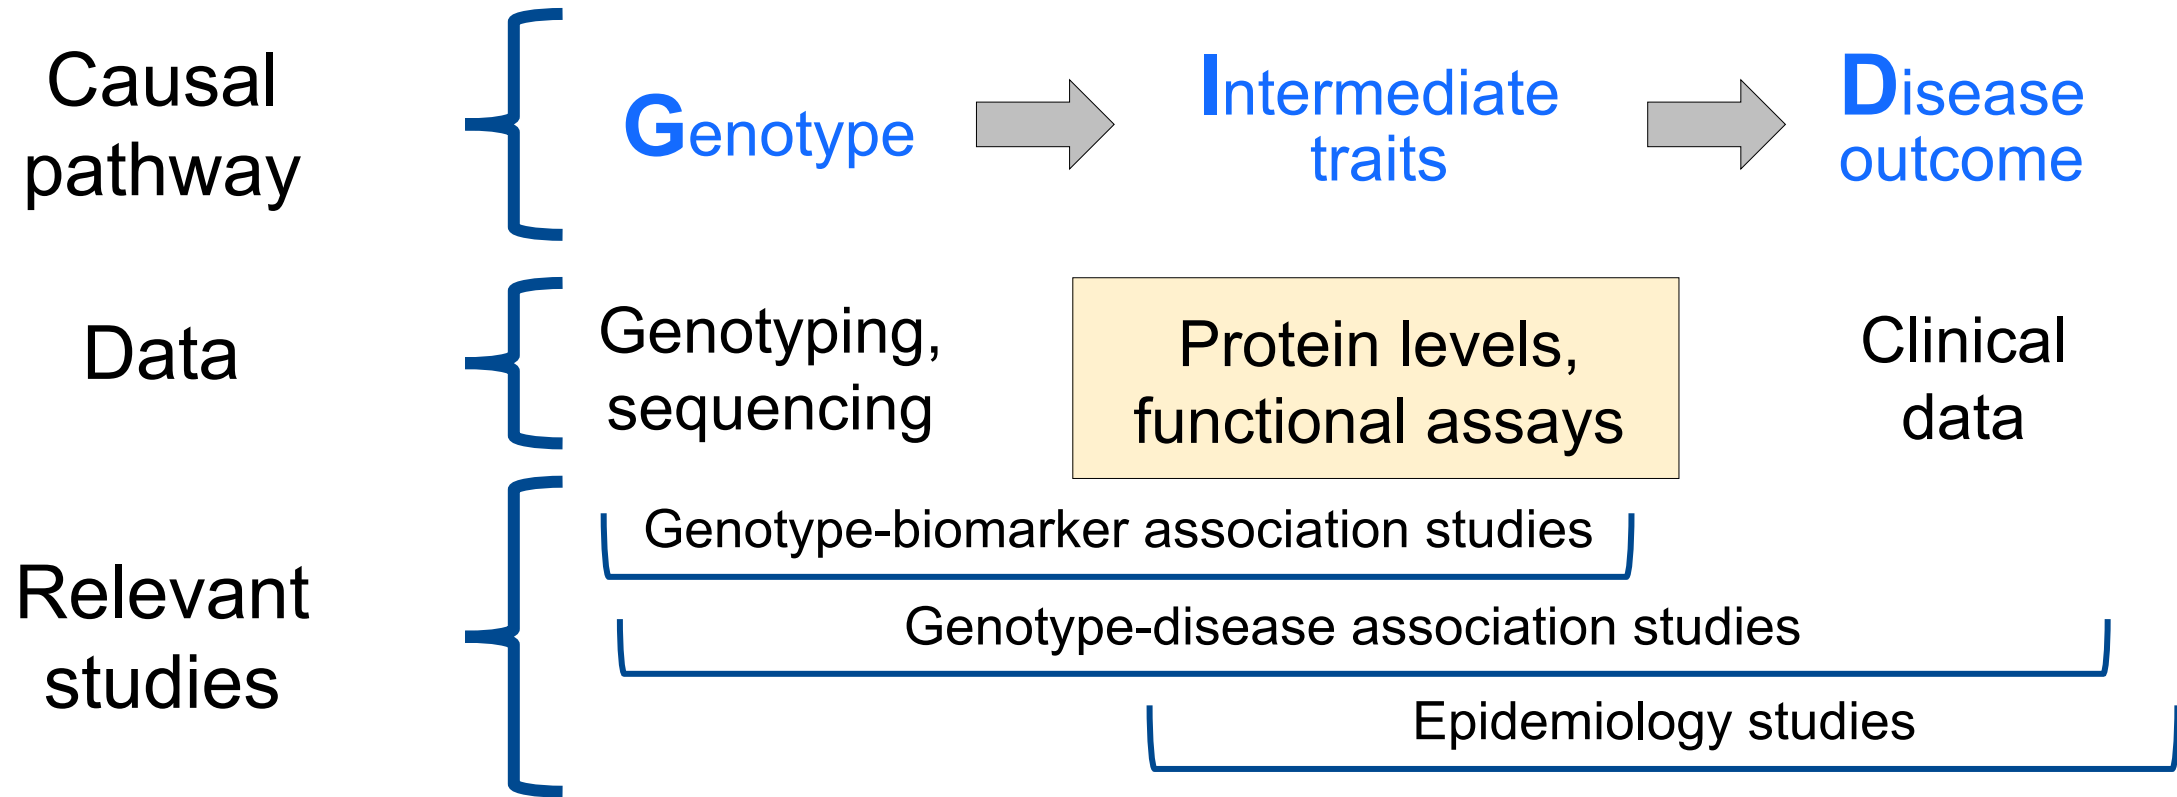 Causal
pathway
Genotype
Intermediate
traits
Disease
outcome
Data
Genotyping,
sequencing
Protein levels,
functional assays
Clinical
data
Relevant
studies
Genotype-biomarker association studies
Genotype-disease association studies
Epidemiology studies